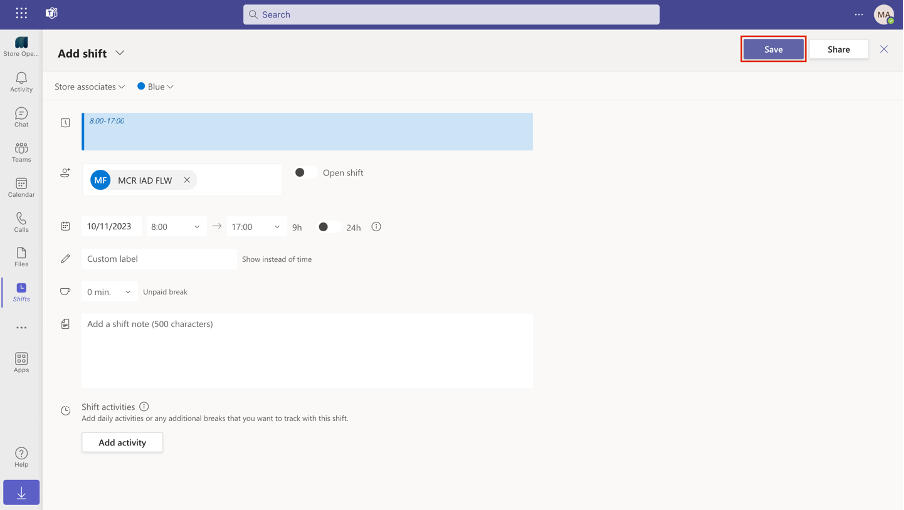 Search
MA
Store Ope...
Activity
Chat
Teams
Calendar
Calls
Files
Shifts
Apps
Help
Add shift
Save
Share
Store associates
Blue
8:00-17:00
MF MCR IAD FLW
Open shift
10/11/2023 8:00 17:00 9h 24h
Custom label Show instead of time
0 min. Unpaid break
Add a shift note (500 characters)
Shift activities
Add daily activities or any additional breaks that you want to track with this shift.
Add activity